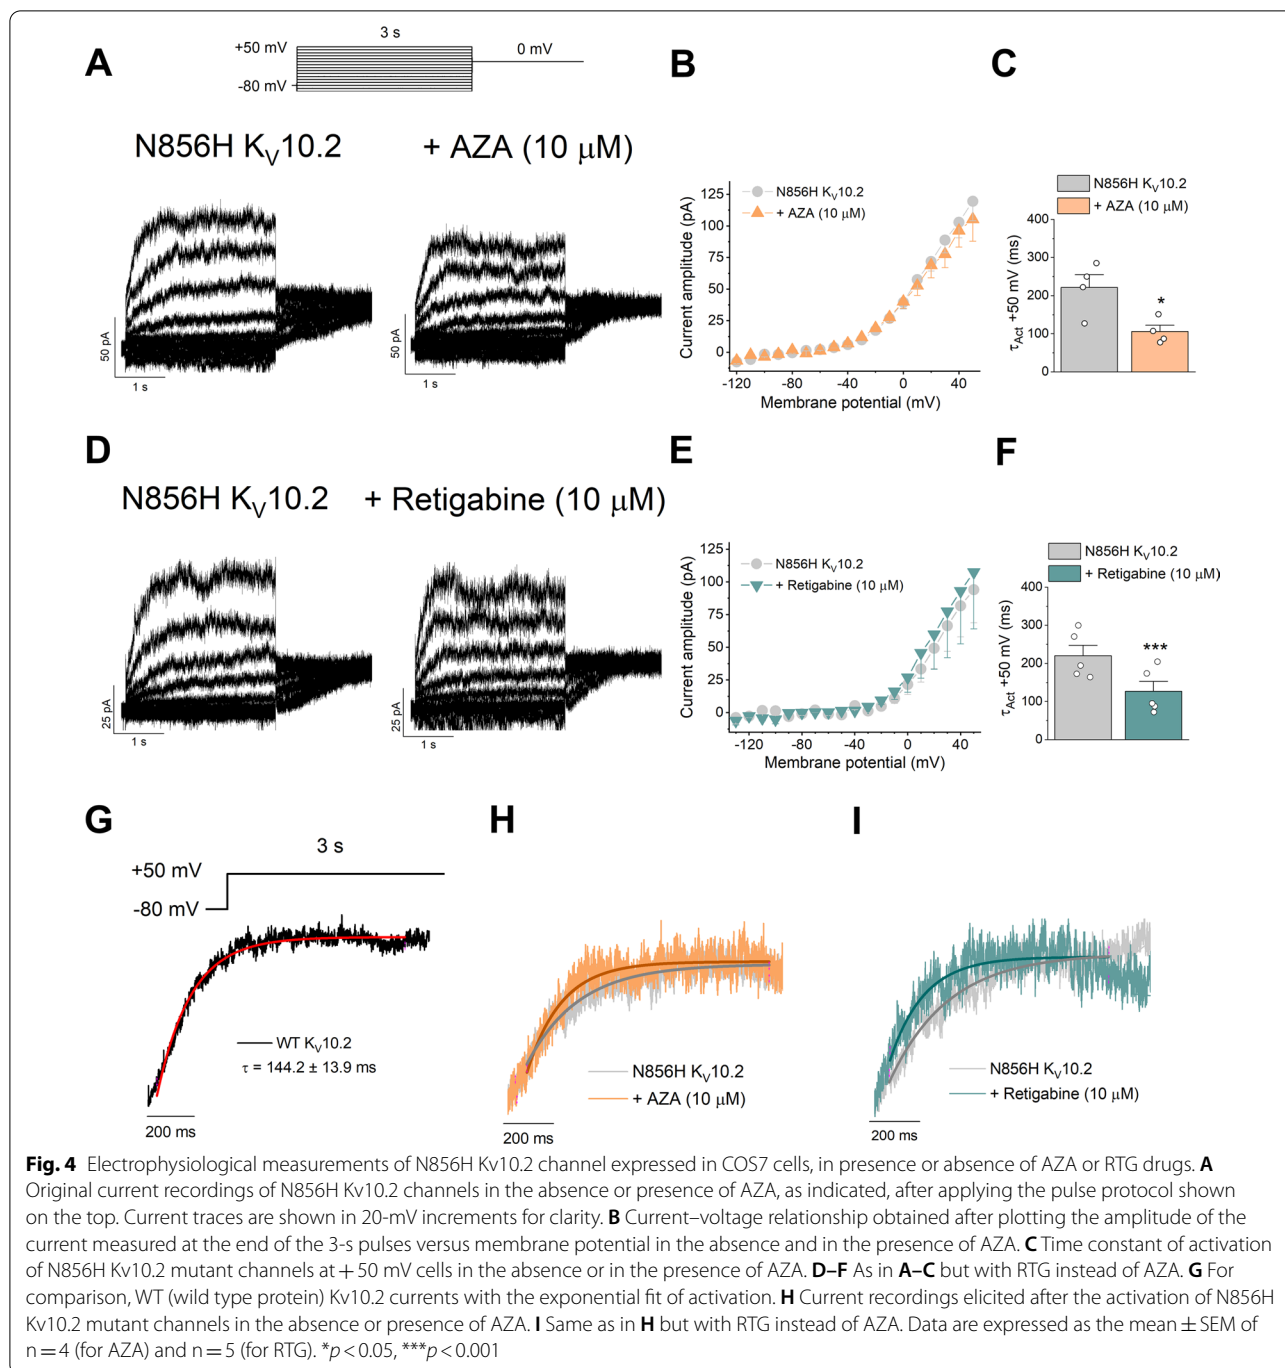 A
3 s
+50 mV
0 mV
-80 mV
N856H KV10.2
+ AZA (10 μM)
50 pA
1 s
50 pA
1 s
B
N856H KV10.2
+ AZA (10 μM)
Current amplitude (pA)
125
100
75
50
25
0
-120 -80 -40 0 40
Membrane potential (mV)
C
N856H KV10.2
+ AZA (10 μM)
τAct +50 mV (ms)
400
300
200
100
0
*
D
N856H KV10.2
+ Retigabine (10 μM)
25 pA
1 s
25 pA
1 s
E
N856H KV10.2
+ Retigabine (10 μM)
Current amplitude (pA)
125
100
75
50
25
0
-120 -80 -40 0 40
Membrane potential (mV)
F
N856H KV10.2
+ Retigabine (10 μM)
τAct +50 mV (ms)
400
300
200
100
0
***
G
3 s
+50 mV
-80 mV
WT KV10.2
τ = 144.2 ± 13.9 ms
200 ms
H
N856H KV10.2
+ AZA (10 μM)
200 ms
I
N856H KV10.2
+ Retigabine (10 μM)
200 ms
Fig. 4 Electrophysiological measurements of N856H Kv10.2 channel expressed in COS7 cells, in presence or absence of AZA or RTG drugs. A
Original current recordings of N856H Kv10.2 channels in the absence or presence of AZA, as indicated, after applying the pulse protocol shown
on the top. Current traces are shown in 20-mV increments for clarity. B Current–voltage relationship obtained after plotting the amplitude of the
current measured at the end of the 3-s pulses versus membrane potential in the absence and in the presence of AZA. C Time constant of activation
of N856H Kv10.2 mutant channels at + 50 mV cells in the absence or in the presence of AZA. D–F As in A–C but with RTG instead of AZA. G For
comparison, WT (wild type protein) Kv10.2 currents with the exponential fit of activation. H Current recordings elicited after the activation of N856H
Kv10.2 mutant channels in the absence or presence of AZA. I Same as in H but with RTG instead of AZA. Data are expressed as the mean ± SEM of
n = 4 (for AZA) and n = 5 (for RTG). *p < 0.05, ***p < 0.001